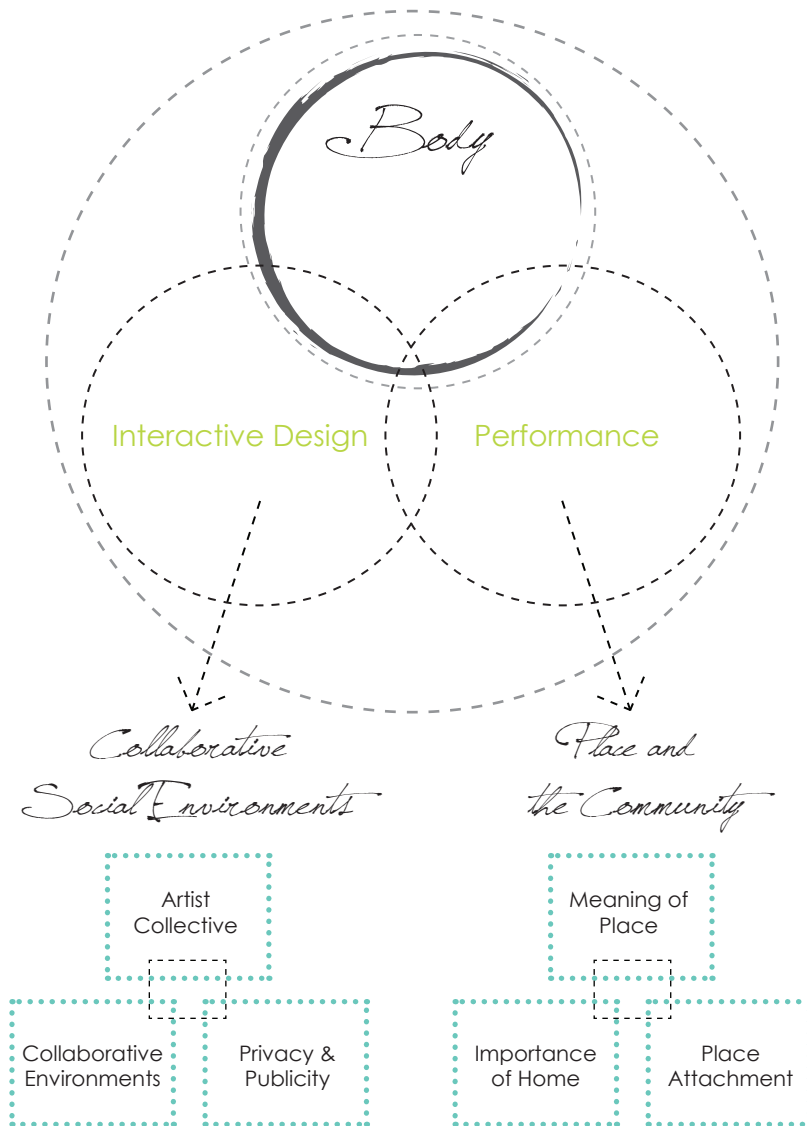 Body
Interactive Design
Performance
Collaborative
Social Environments
Place and
the Community
Artist
Collective
Collaborative
Environments
Privacy &
Publicity
Meaning of
Place
Importance
of Home
Place
Attachment